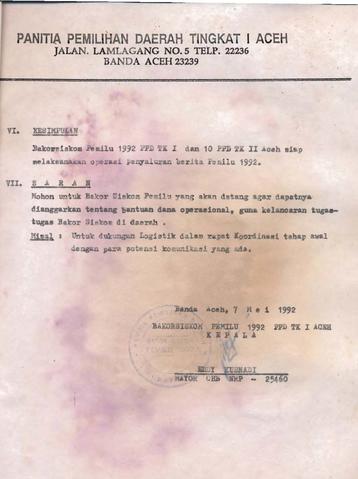 PANITIA PEMILIHAN DAERAH TINGKAT I ACEH
JALAN. LAMLAGANG NO. 5 TELP. 22236
BANDA ACEH 23239
VI. KESIMPULAN
Bakorsiskom Pemilu 1992 PPD TK I dan 10 PPD TK II Aceh siap
melaksanakan operasi penyaluran berita Pemilu 1992.
VII. S A R A N
Mohon untuk Bakor Siskom Pemilu yang akan datang agar dapatnya
dianggarkan tentang bantuan dana operasional, guna kelancaran tugas-
tugas Bakor Siskom di daerah .
Misal : Untuk dukungan Logistik dalam rapat Koordinasi tahap awal
dengan para potensi komunikasi yang ada.
Banda Aceh, 7 M e i 1992
BAKORSISKOM PEMILU 1992 PPD TK I ACEH
K E P A L A
KUSNADI
MAYOR CHB NRP - 25460